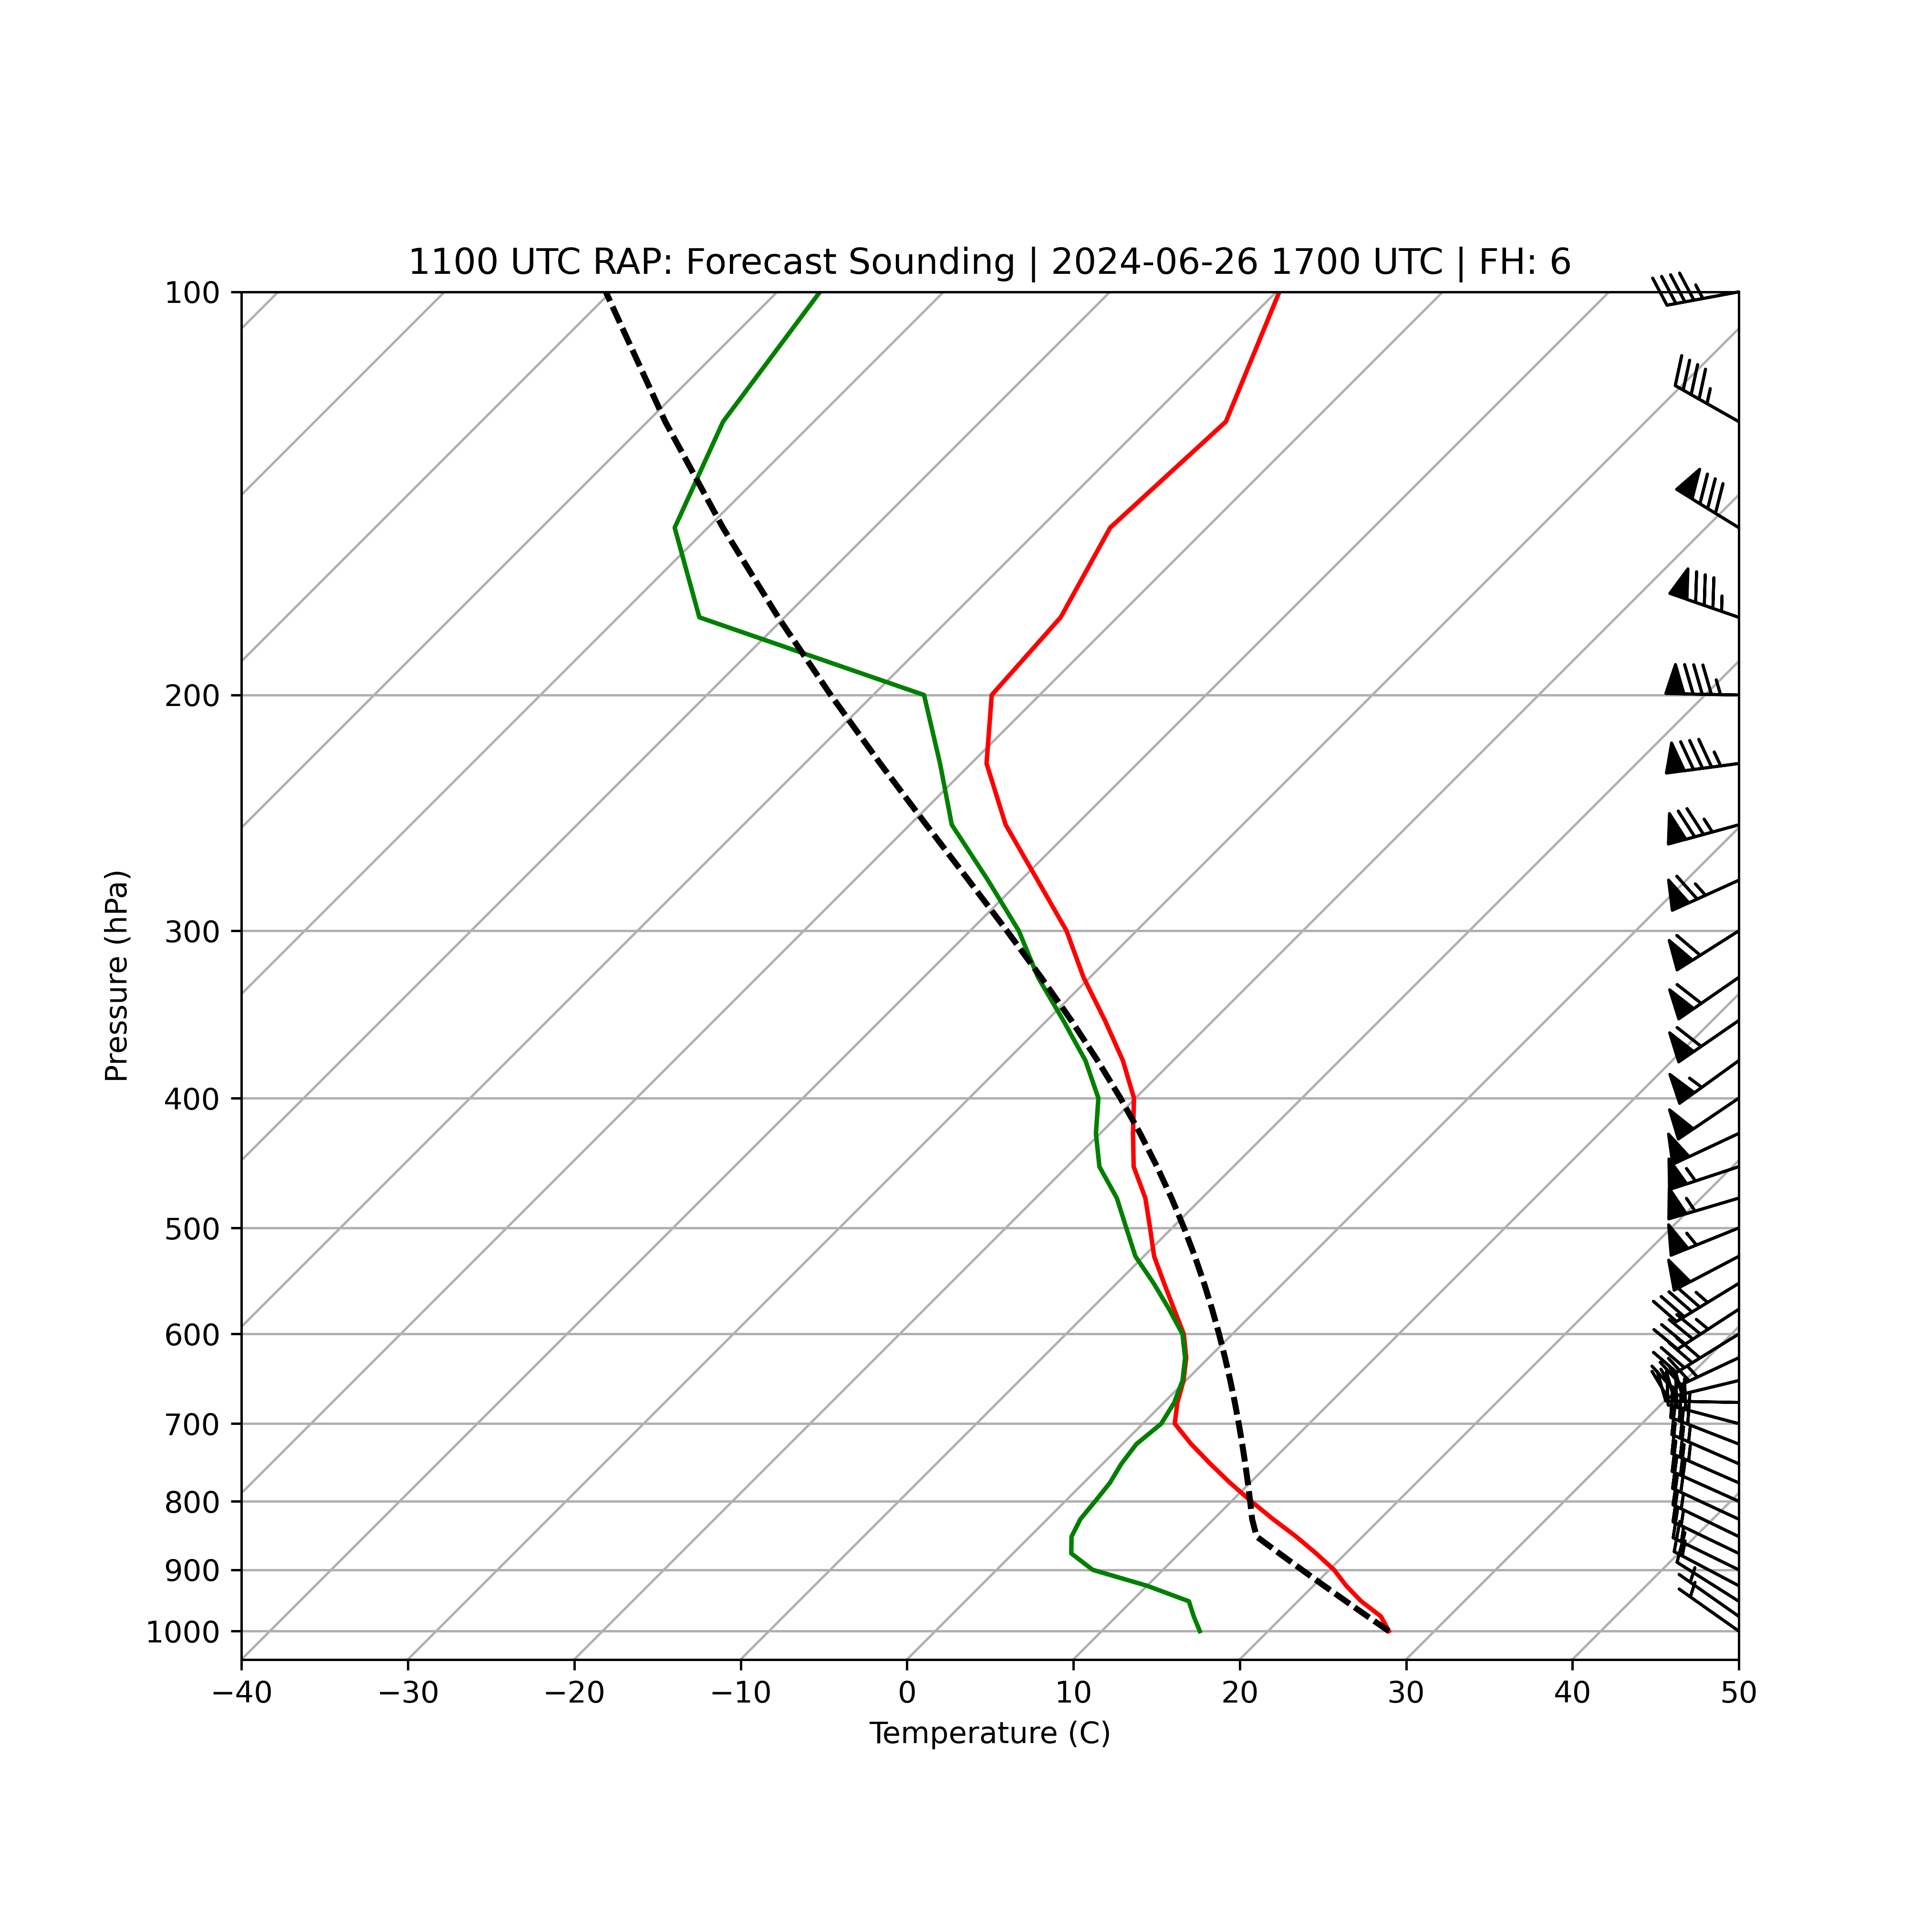 1100 UTC RAP: Forecast Sounding | 2024-06-26 1700 UTC | FH: 6
100
200
300
400
500
600
700
800
900
1000
Pressure (hPa)
−40 −30 −20 −10 0 10 20 30 40 50
Temperature (C)